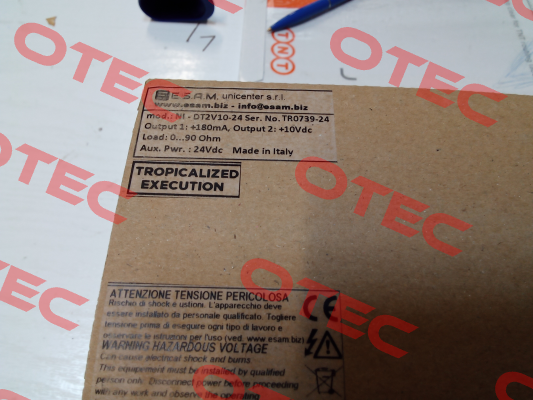 E.S.A.M. unicenter s.r.l.
www.esam.biz - info@esam.biz
mod.: NI - DT2V10-24 Ser. No. TR0739-24
Output 1: +180mA, Output 2: +10Vdc
Load: 0...90 Ohm
Aux. Pwr. : 24Vdc Made in Italy
TROPICALIZED
EXECUTION
ATTENZIONE TENSIONE PERICOLOSA
Rischio di shock e ustioni. L'apparecchio deve
essere installato da personale qualificato. Togliere
tensione prima di eseguire ogni tipo di lavoro e
osservare le istruzioni per l'uso (ved. www esam.biz)
WARNING HAZARDOUS VOLTAGE
Can cause electrical shock and burns.
This equipment must be installed by qualified
person only. Disconnect power before proceeding
with any work and observe the operating
CE
TNT
OTEC
OTEC
OTEC
OTEC
OTEC
OTEC
OTEC
OTEC